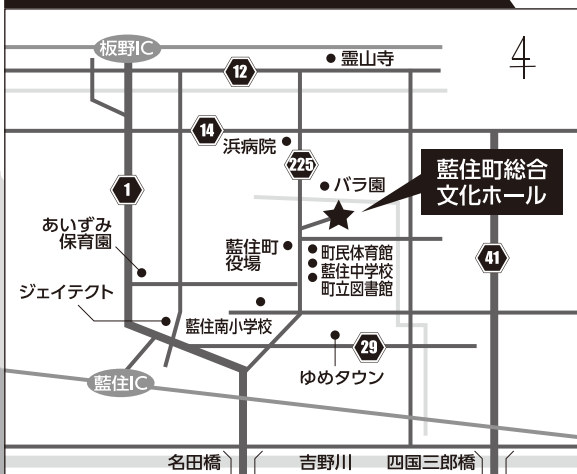 板野IC
霊山寺
12
4
14
浜病院
225
バラ園
藍住町総合
文化ホール
1
あいずみ
保育園
藍住町
役場
町民体育館
藍住中学校
町立図書館
41
ジェイテクト
藍住南小学校
29
ゆめタウン
藍住IC
名田橋
吉野川
四国三郎橋